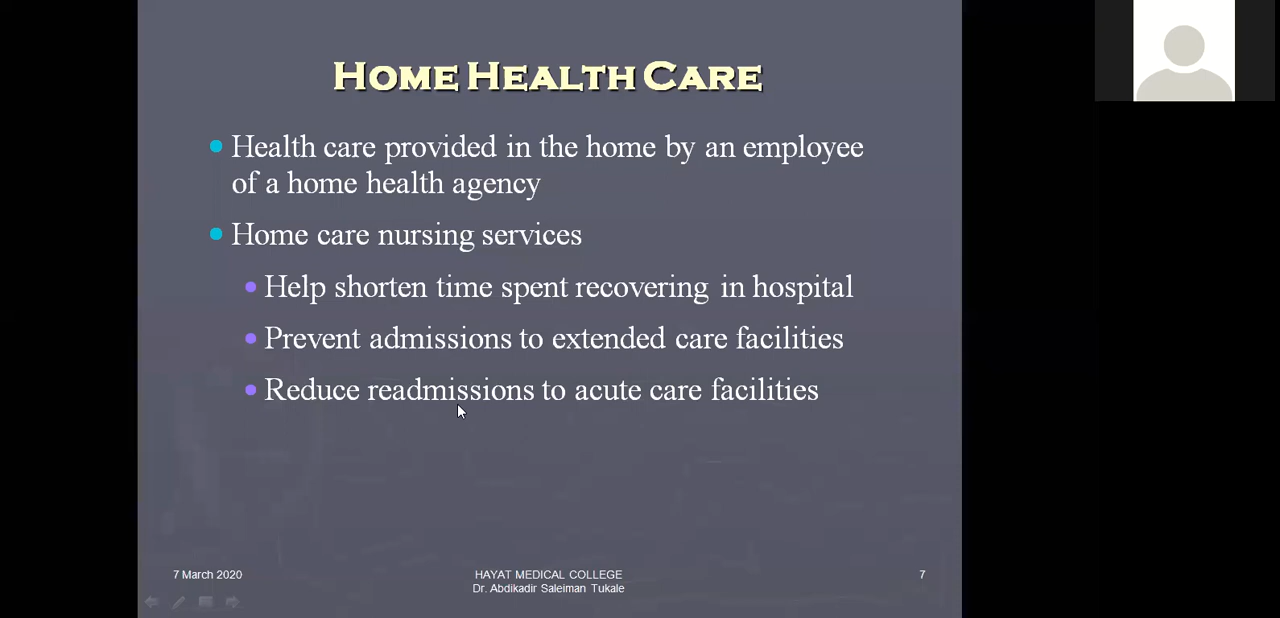 Home Health Care
Health care provided in the home by an employee
of a home health agency
Home care nursing services
Help shorten time spent recovering in hospital
Prevent admissions to extended care facilities
Reduce readmissions to acute care facilities
7 March 2020
HAYAT MEDICAL COLLEGE
Dr. Abdikadir Saleiman Tukale
7